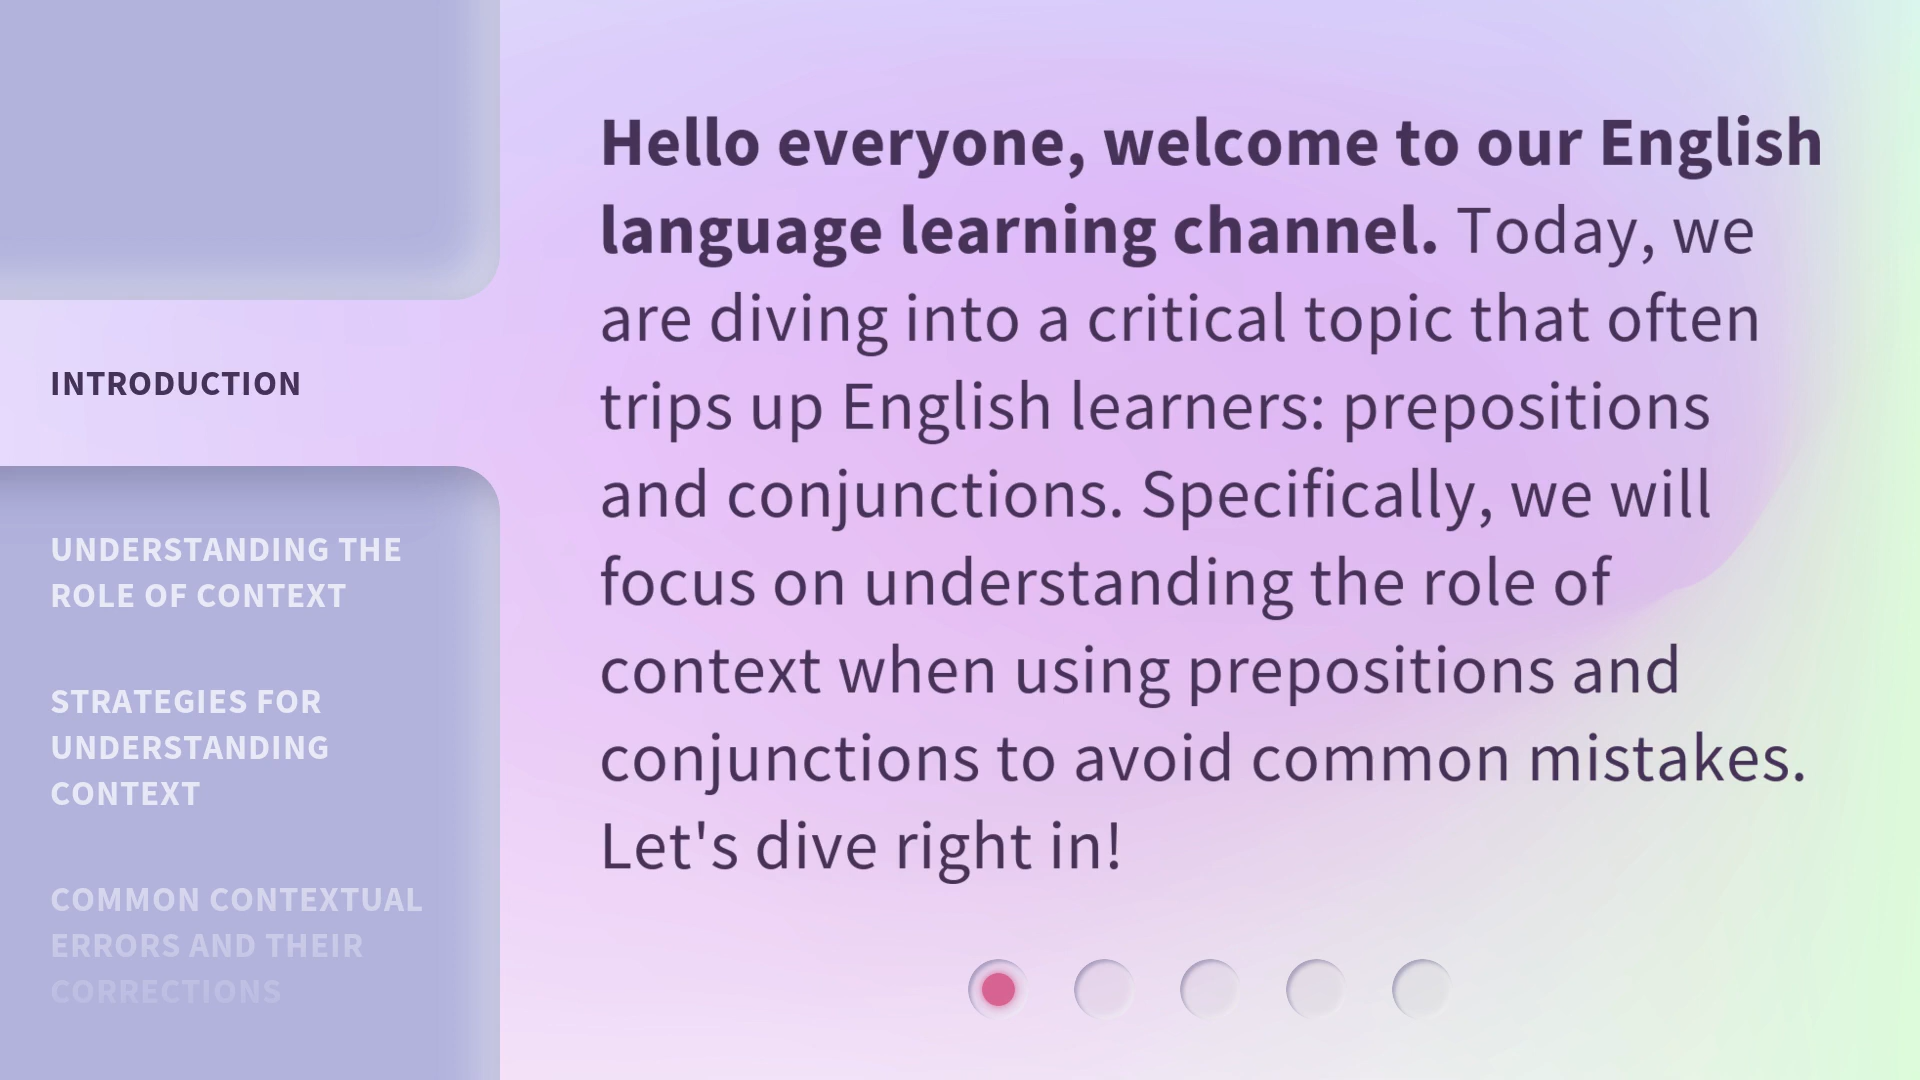 INTRODUCTION
UNDERSTANDING THE
ROLE OF CONTEXT
STRATEGIES FOR
UNDERSTANDING
CONTEXT
COMMON CONTEXTUAL
ERRORS AND THEIR
CORRECTIONS
Hello everyone, welcome to our English
language learning channel. Today, we
are diving into a critical topic that often
trips up English learners: prepositions
and conjunctions. Specifically, we will
focus on understanding the role of
context when using prepositions and
conjunctions to avoid common mistakes.
Let's dive right in!